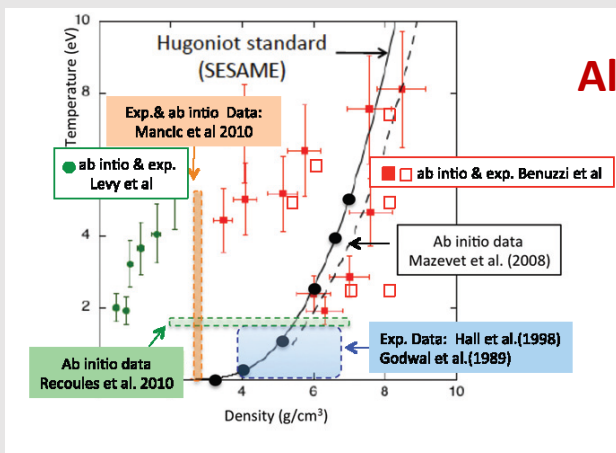 10
8
4
2
Temperature (eV)
Hugoniot standard
(SESAME)
Al
Exp.& ab intio Data:
Mancic et al 2010
ab intio & exp.
Levy et al
ab intio & exp. Benuzzi et al
Ab initio data
Mazevet et al. (2008)
Exp. Data: Hall et al.(1998)
Godwal et al.(1989)
Ab initio data
Recoules et al. 2010
4
6
8
10
Density (g/cm³)